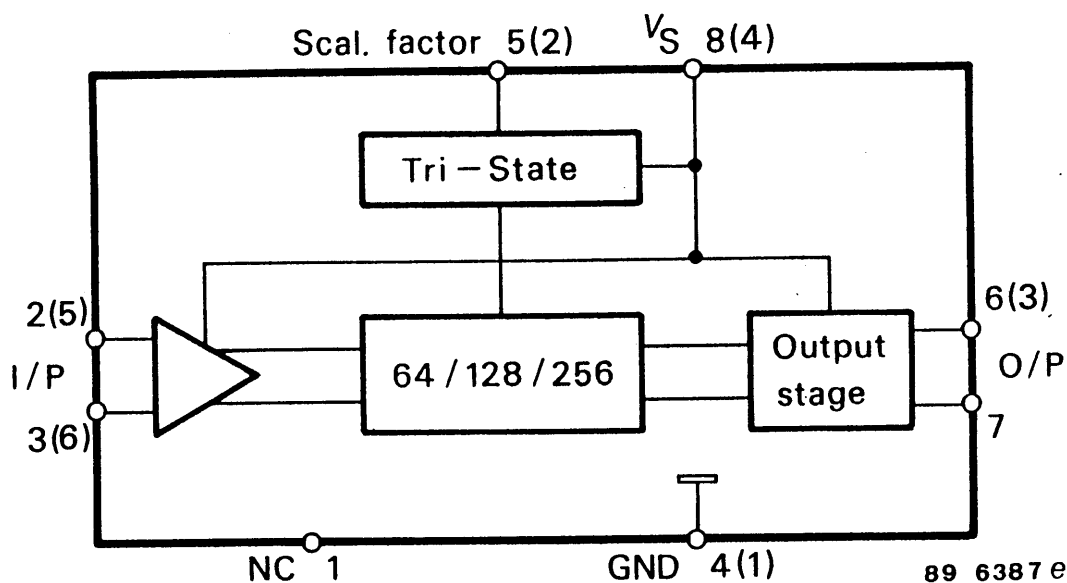 Scal. factor 5(2)
VS 8(4)
Tri – State
2(5)
I/P
3(6)
64 / 128 / 256
Output
stage
6(3)
O/P
7
NC 1
GND 4(1)
89 6387 e